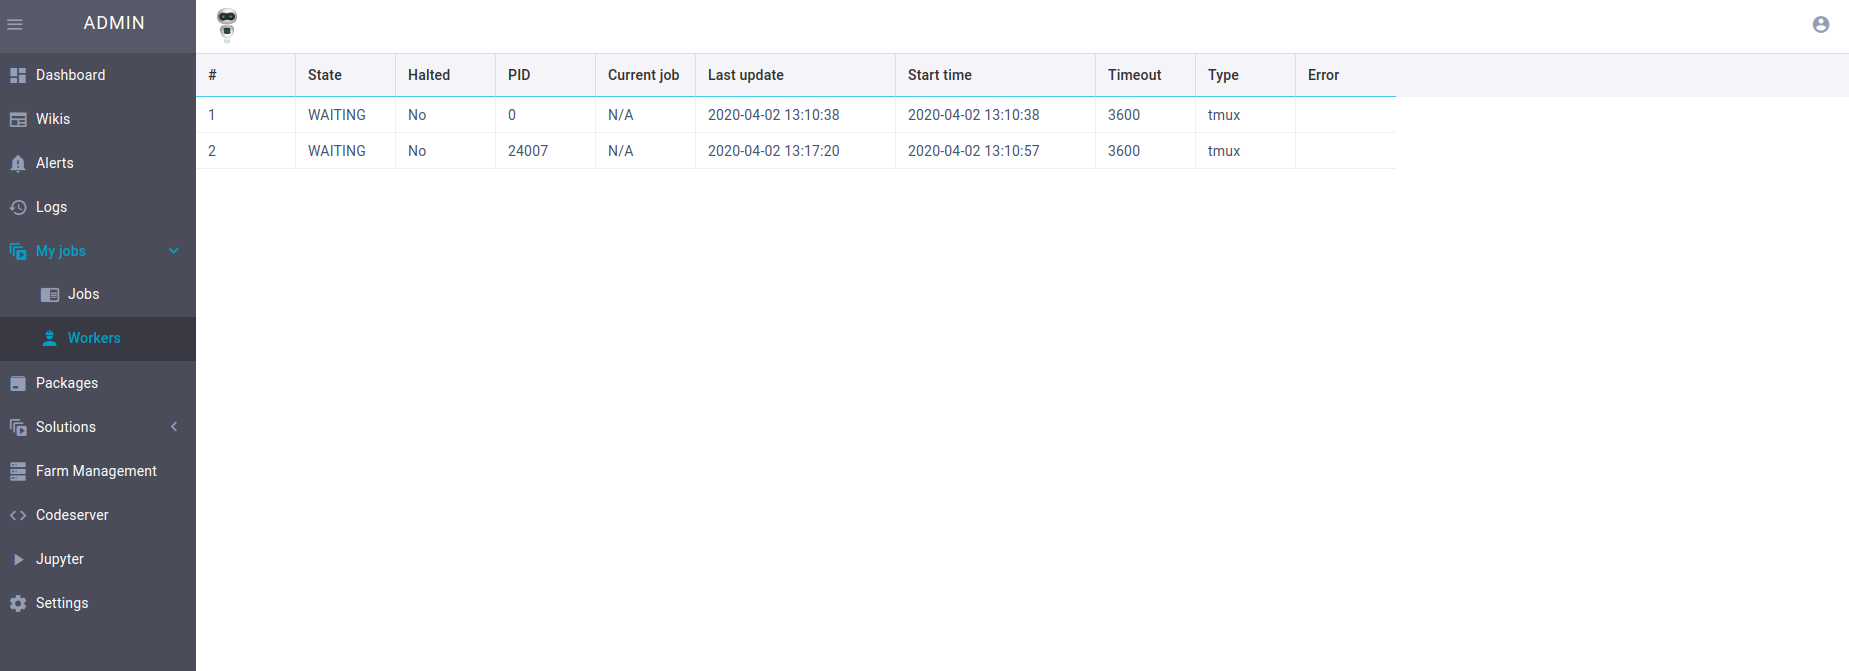 ADMIN
Dashboard
Wikis
Alerts
Logs
My jobs
Jobs
Workers
Packages
Solutions
Farm Management
Codeserver
Jupyter
Settings
# State Halted PID Current job Last update Start time Timeout Type Error
1 WAITING No 0 N/A 2020-04-02 13:10:38 2020-04-02 13:10:38 3600 tmux
2 WAITING No 24007 N/A 2020-04-02 13:17:20 2020-04-02 13:10:57 3600 tmux